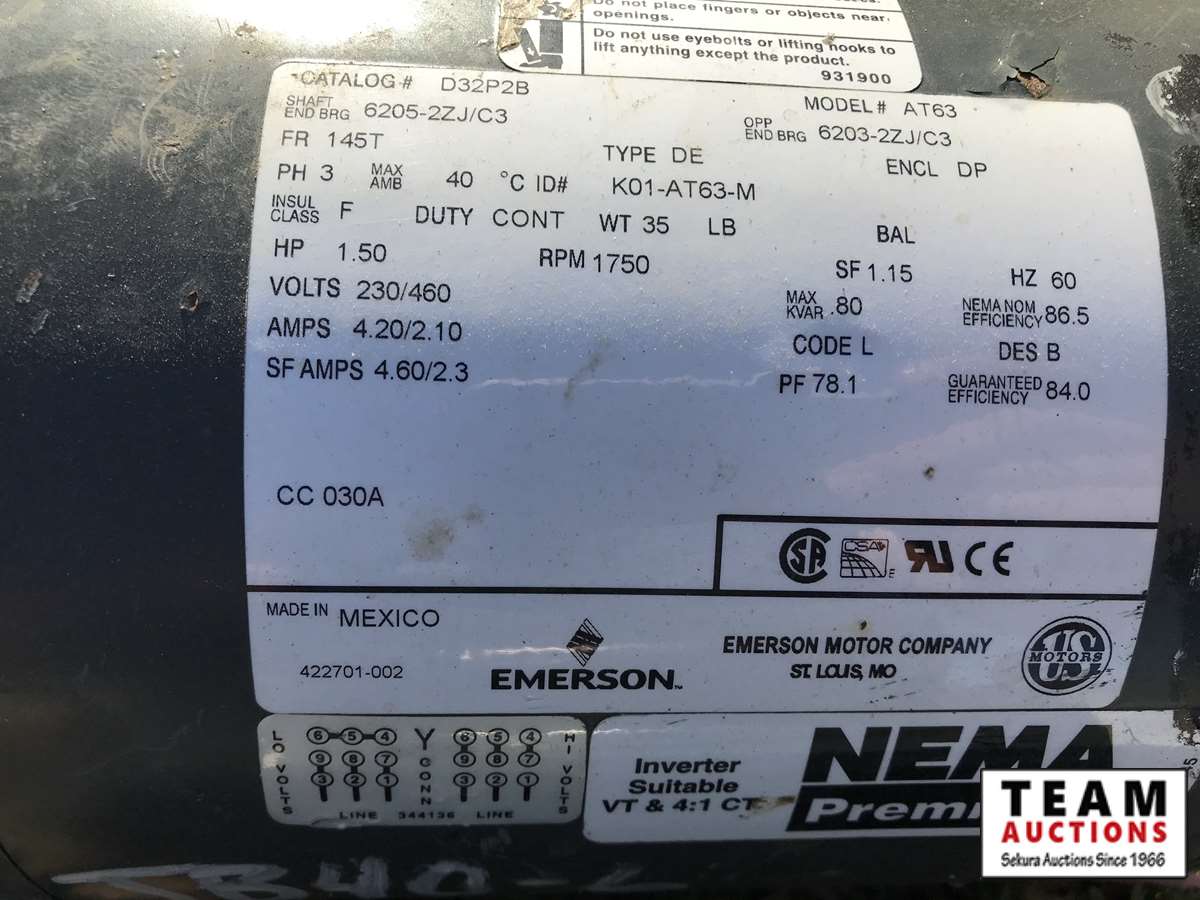 Do not place fingers or objects near
openings.
Do not use eyebolts or lifting hooks to
lift anything except the product.
931900
CATALOG # D32P2B MODEL # AT63
SHAFT END BRG 6205-2ZJ/C3 OPP END BRG 6203-2ZJ/C3
FR 145T TYPE DE ENCL DP
PH 3 MAX AMB 40 °C ID# K01-AT63-M
INSUL CLASS F DUTY CONT WT 35 LB BAL
HP 1.50 RPM 1750 SF 1.15 HZ 60
VOLTS 230/460 MAX KVAR .80 NEMA NOM EFFICIENCY 86.5
AMPS 4.20/2.10 CODE L DES B
SF AMPS 4.60/2.3 PF 78.1 GUARANTEED EFFICIENCY 84.0
CC 030A
SA CSA E RU CE
MADE IN MEXICO
422701-002
EMERSON™
EMERSON MOTOR COMPANY
ST. LOUIS, MO
US MOTORS
LO VOLTS
6 5 4 Y CONN 6 5 4
9 8 7 9 8 7
3 2 1 3 2 1
HI VOLTS
LINE 344136 LINE
Inverter
Suitable
VT & 4:1 CT
NEMA
TEAM
AUCTIONS
Sekura Auctions Since 1966